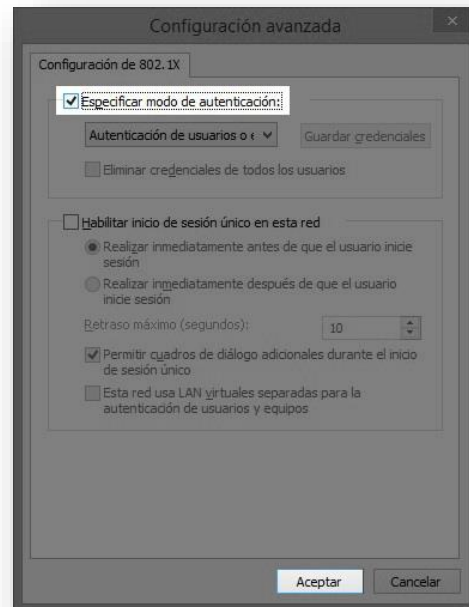 Configuración avanzada
Configuración de 802.1X
Especificar modo de autenticación:
Autenticación de usuarios o e
Guardar credenciales
Eliminar credenciales de todos los usuarios
Habilitar inicio de sesión único en esta red
Realizar inmediatamente antes de que el usuario inicie
sesión
Realizar inmediatamente después de que el usuario
inicie sesión
Retraso máximo (segundos):
10
Permitir cuadros de diálogo adicionales durante el inicio
de sesión único
Esta red usa LAN virtuales separadas para la
autenticación de usuarios y equipos
Aceptar
Cancelar